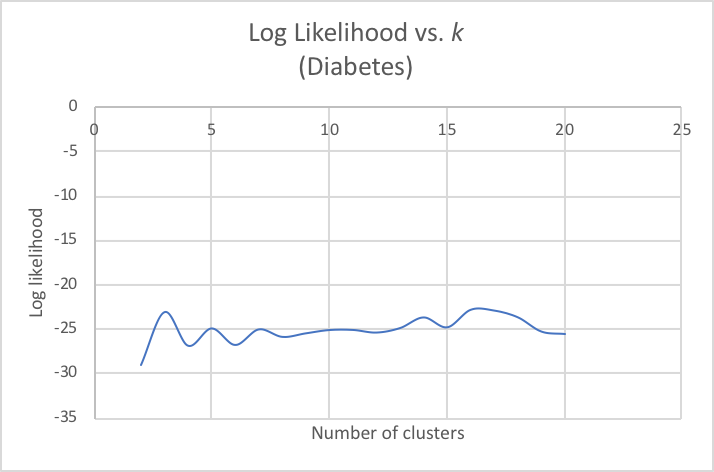 Log Likelihood vs. k
(Diabetes)
0
0 5 10 15 20 25
-5
-10
-15
-20
-25
-30
-35
Log likelihood
Number of clusters